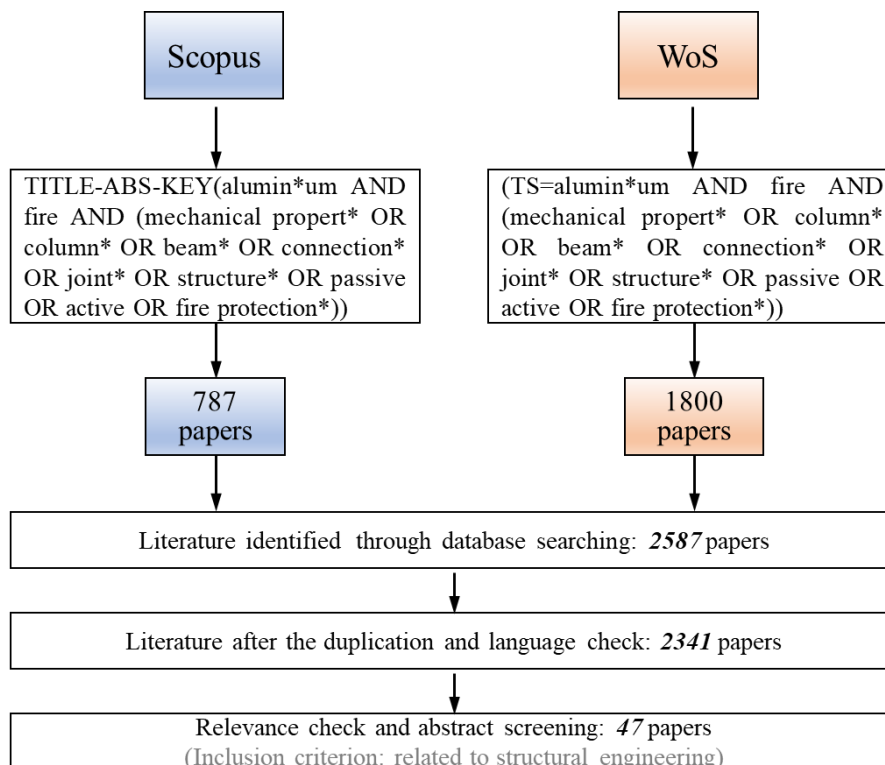 Scopus
WoS
TITLE-ABS-KEY(alumin*um AND
fire AND (mechanical propert* OR
column* OR beam* OR connection*
OR joint* OR structure* OR passive
OR active OR fire protection*))
(TS=alumin*um AND fire AND
(mechanical propert* OR column*
OR beam* OR connection* OR
joint* OR structure* OR passive OR
active OR fire protection*))
787
papers
1800
papers
Literature identified through database searching: 2587 papers
Literature after the duplication and language check: 2341 papers
Relevance check and abstract screening: 47 papers
(Inclusion criterion: related to structural engineering)